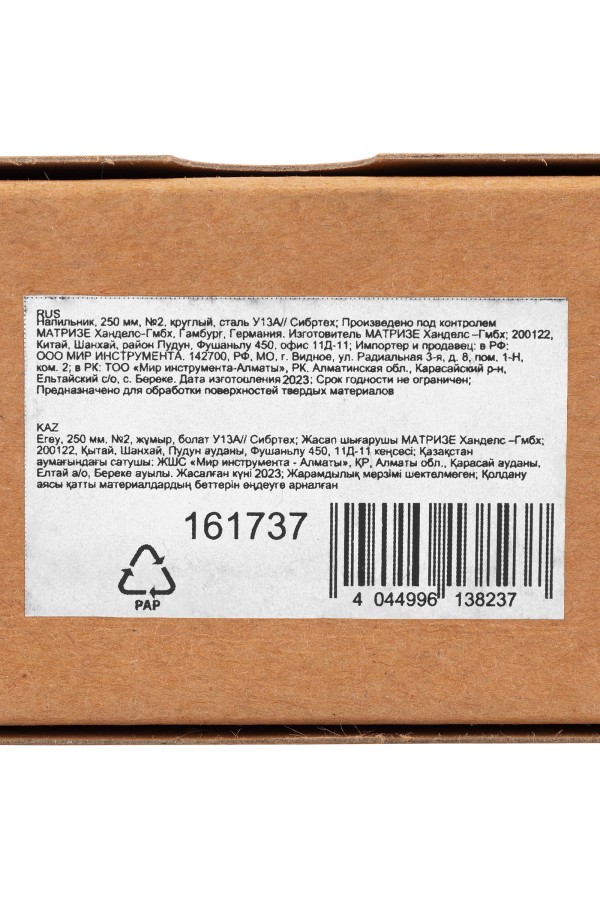 RUS
Напильник, 250 мм, №2, круглый, сталь У13А// Сибртех; Произведено под контролем
МАТРИЗЕ Ханделс-Гмбх, Гамбург, Германия. Изготовитель МАТРИЗЕ Ханделс –Гмбх; 200122,
Китай, Шанхай, район Пудун, Фушаньлу 450, офис 11Д-11; Импортер и продавец: в РФ:
ООО МИР ИНСТРУМЕНТА. 142700, РФ, МО, г. Видное, ул. Радиальная 3-я, д. 8, пом. 1-Н,
ком. 2; в РК: ТОО «Мир инструмента-Алматы», РК. Алматинская обл., Карасайский р-н,
Ельтайский с/о, с. Береке. Дата изготовления 2023; Срок годности не ограничен;
Предназначено для обработки поверхностей твердых материалов
KAZ
Егеу, 250 мм, №2, жұмыр, болат У13А// Сибртех; Жасап шығарушы МАТРИЗЕ Ханделс –Гмбх;
200122, Қытай, Шанхай, Пудун ауданы, Фушаньлу 450, 11Д-11 кеңсесі; Қазақстан
аумағындағы сатушы: ЖШС «Мир инструмента - Алматы», ҚР, Алматы обл., Қарасай ауданы,
Елтай а/о, Береке ауылы. Жасалған күні 2023; Жарамдылық мерзімі шектелмеген; Қолдану
аясы қатты материалдардың беттерін өңдеуге арналған
161737
PAP
4 044996 138237